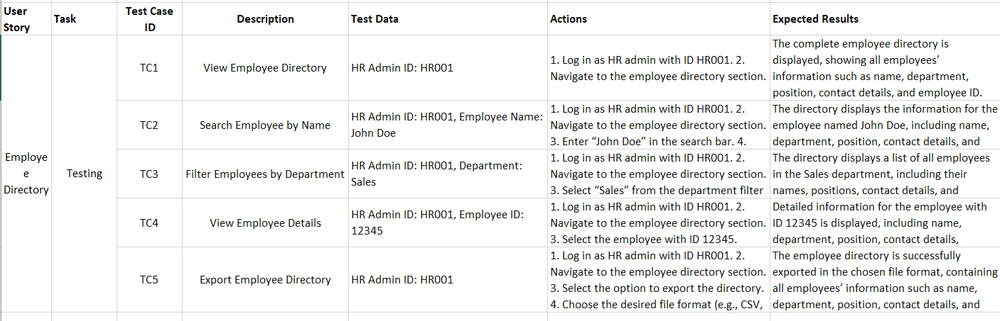 User Story
Task
Test Case ID
Description
Test Data
Actions
Expected Results
Employe
e
Directory
Testing
TC1
View Employee Directory
HR Admin ID: HR001
1. Log in as HR admin with ID HR001. 2.
Navigate to the employee directory section.
The complete employee directory is
displayed, showing all employees’
information such as name, department,
position, contact details, and employee ID.
TC2
Search Employee by Name
HR Admin ID: HR001, Employee Name:
John Doe
1. Log in as HR admin with ID HR001. 2.
Navigate to the employee directory section.
3. Enter “John Doe” in the search bar. 4.
The directory displays the information for the
employee named John Doe, including name,
department, position, contact details, and
TC3
Filter Employees by Department
HR Admin ID: HR001, Department:
Sales
1. Log in as HR admin with ID HR001. 2.
Navigate to the employee directory section.
3. Select “Sales” from the department filter
The directory displays a list of all employees
in the Sales department, including their
names, positions, contact details, and
TC4
View Employee Details
HR Admin ID: HR001, Employee ID:
12345
1. Log in as HR admin with ID HR001. 2.
Navigate to the employee directory section.
3. Select the employee with ID 12345.
Detailed information for the employee with
ID 12345 is displayed, including name,
department, position, contact details,
TC5
Export Employee Directory
HR Admin ID: HR001
1. Log in as HR admin with ID HR001. 2.
Navigate to the employee directory section.
3. Select the option to export the directory.
4. Choose the desired file format (e.g., CSV,
The employee directory is successfully
exported in the chosen file format, containing
all employees’ information such as name,
department, position, contact details, and